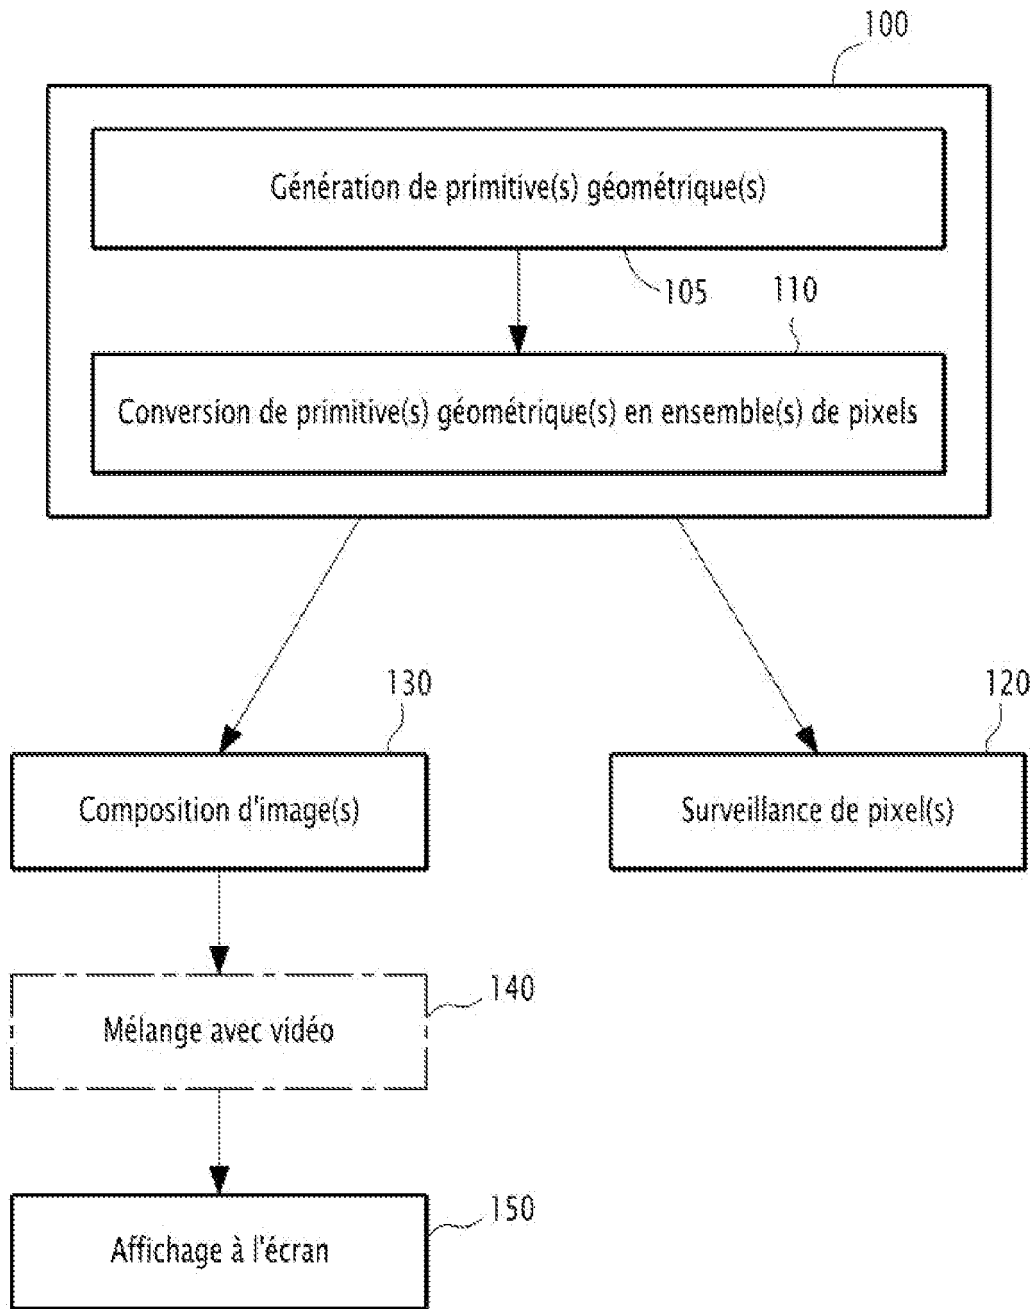 100
Génération de primitive(s) géométrique(s)
105
110
Conversion de primitive(s) géométrique(s) en ensemble(s) de pixels
130
120
Composition d'image(s)
Surveillance de pixel(s)
140
Mélange avec vidéo
150
Affichage à l'écran